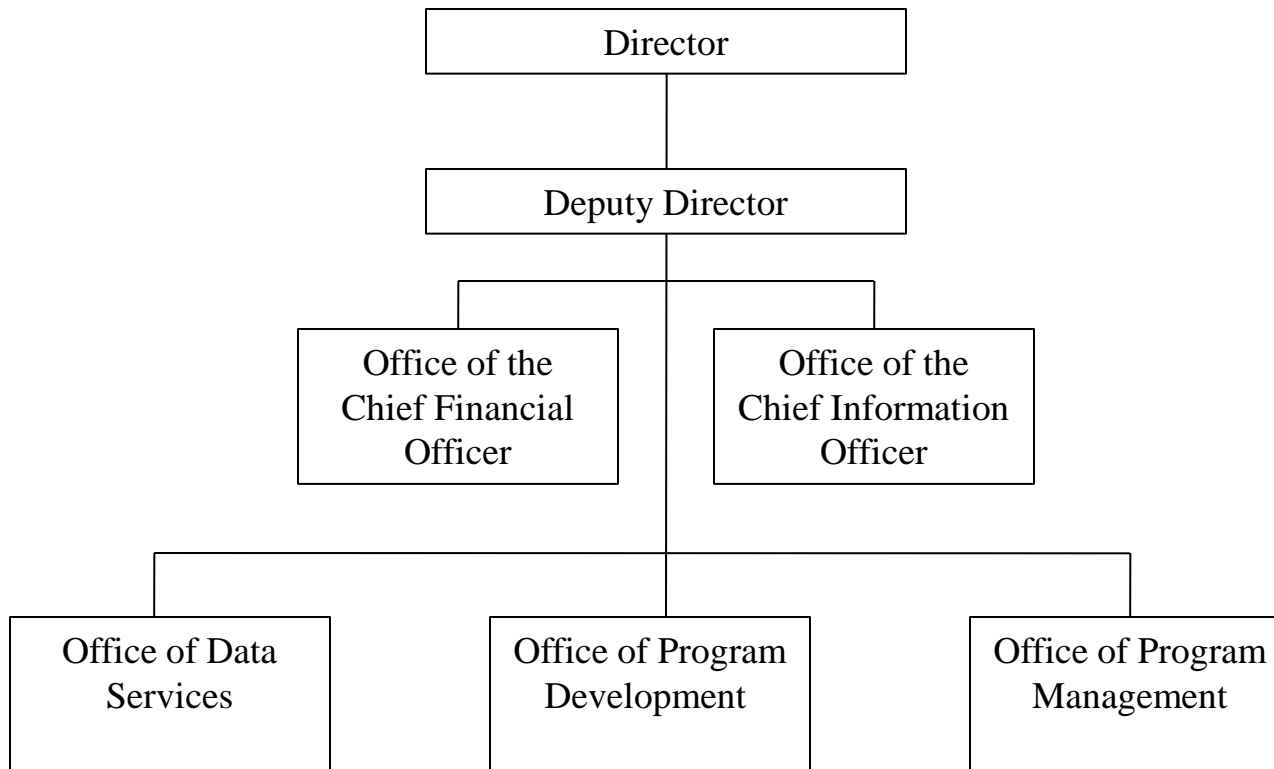 Director
Deputy Director
Office of the
Chief Financial
Officer
Office of the
Chief Information
Officer
Office of Data
Services
Office of Program
Development
Office of Program
Management